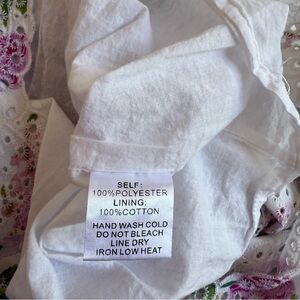 SELF:
100%POLYESTER
LINING:
100%COTTON
HAND WASH COLD
DO NOT BLEACH
LINE DRY
IRON LOW HEAT